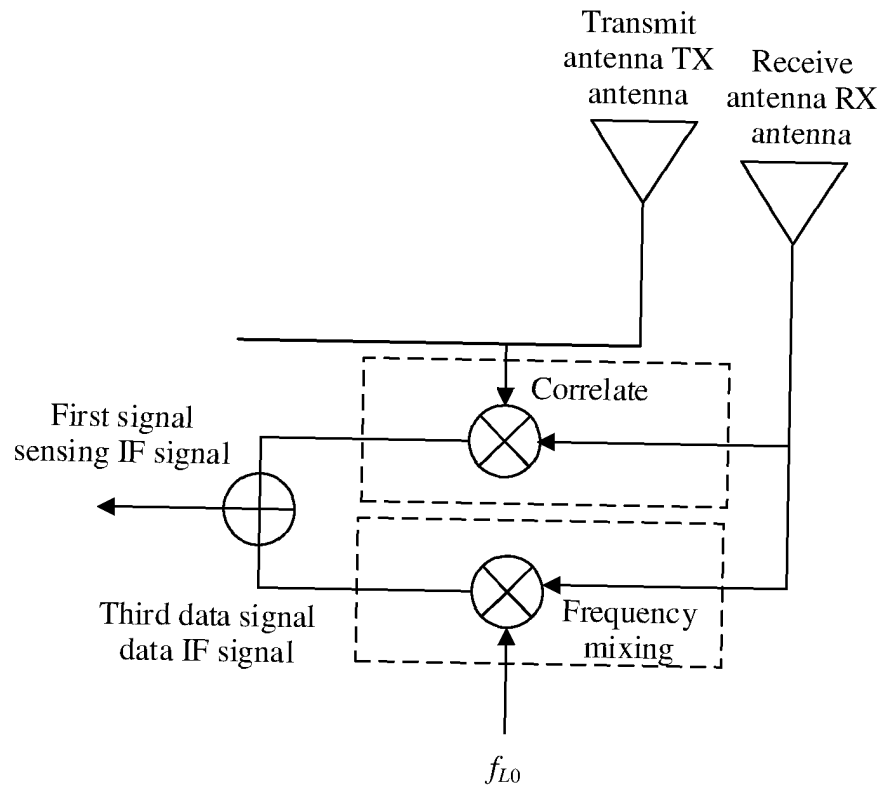 Transmit
antenna TX
antenna
Receive
antenna RX
antenna
Correlate
First signal
sensing IF signal
Third data signal
data IF signal
Frequency
mixing
fL0